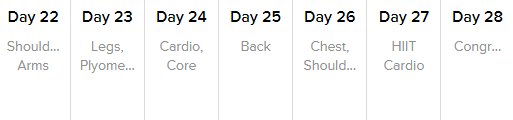 Day 22 Day 23 Day 24 Day 25 Day 26 Day 27 Day 28
Should... Legs, Cardio, Back Chest, HIIT Congr...
Arms Plyome... Core Should... Cardio